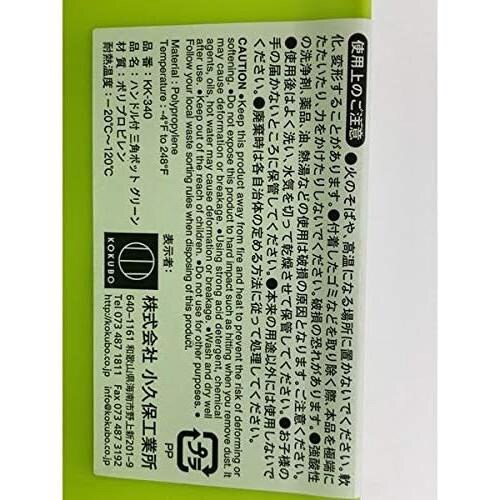 使用上のご注意 ●火のそばや、高温になる場所に置かないでください。軟
化、変形することがあります。●付着したゴミなどを取り除く際、本品を極端に
たたいたり、力をかけたりしないでください。破損の恐れがあります。●強酸性
の洗浄剤、薬品、油、熱湯などの使用は破損の原因となります。ご注意ください。
●使用後はよく洗い、水気を切って乾燥させて保管してください。●お子様の
手の届かないところに保管してください。●本来の用途以外には使用しないで
ください。●廃棄時は各自治体の定める方法に従って処理してください。
CAUTION ●Keep this product away from fire and heat to prevent the risk of deforming or
softening. ●Do not expose this product to hard impact such as hitting when you remove dust. It
may cause deformation or breakage. ●Using strong acid detergent, chemical
agents, oils, hot water may cause deformation or breakage. ●Wash and dry well
after use. ●Keep out of the reach of children. ●Do not use for other purposes. ●
Follow your local waste sorting rules when disposing of this product.
Material : Polypropylene
Temperature : -4°F to 248°F
品番：KK-340
品名：ハンドル付 三角ポット グリーン
材質：ポリプロピレン
耐熱温度：－20℃〜120℃
表示者：
KOKUBO
株式会社 小久保工業所
640-1161 和歌山県海南市野上新201-9
Tel 073 487 1811 Fax 073 487 3192
http://kokubo.co.jp info@kokubo.co.jp
プラ
PP